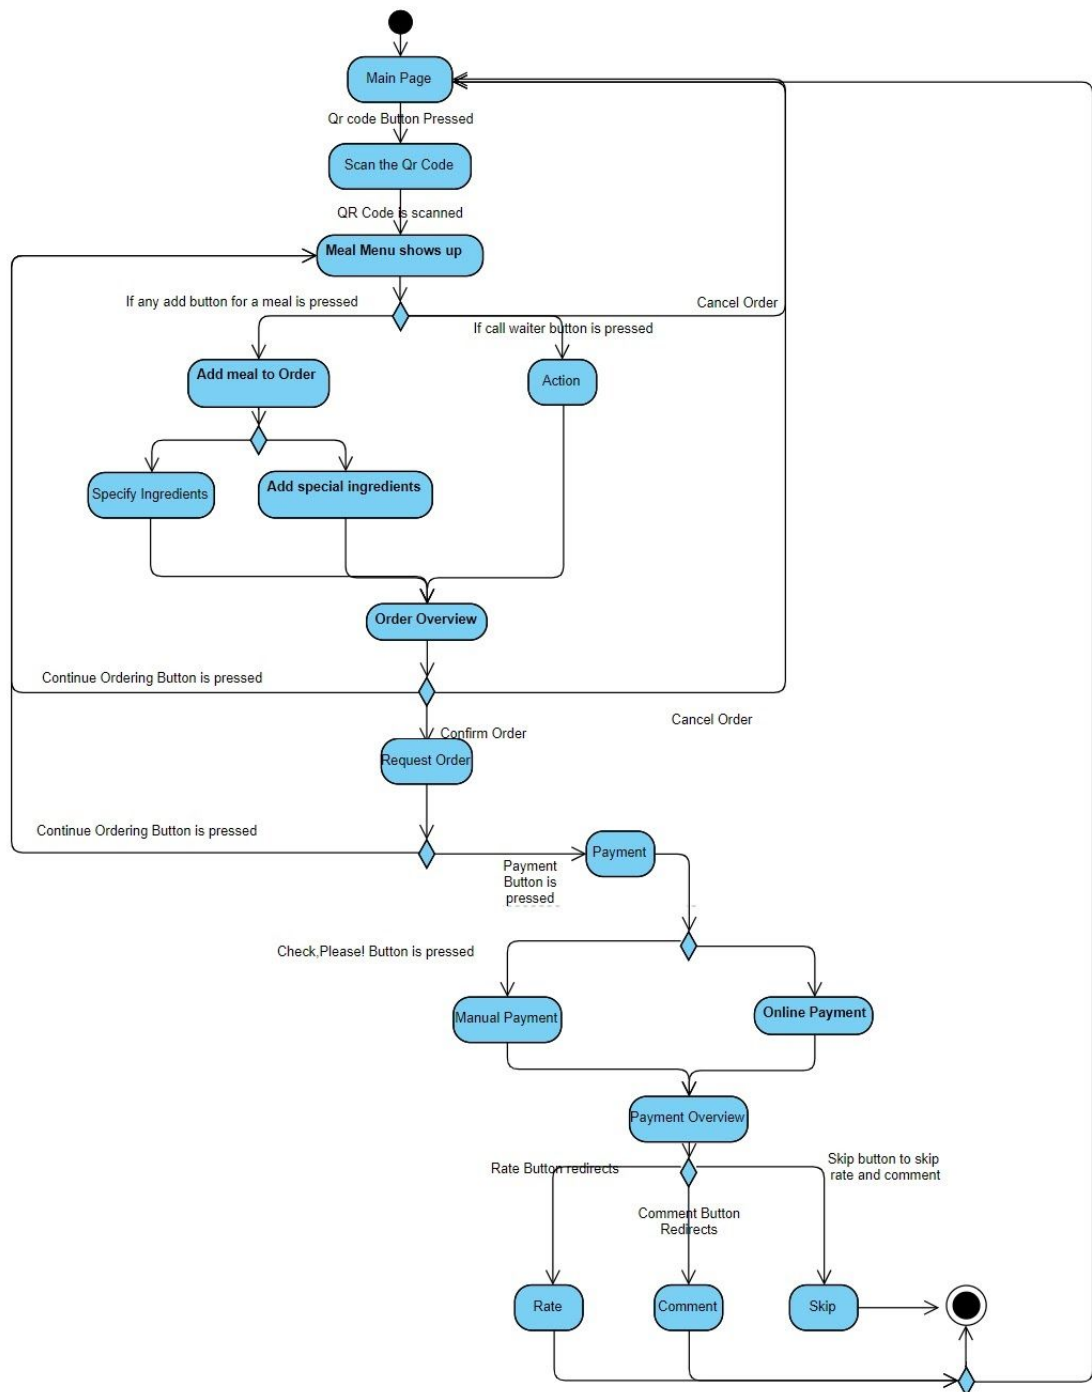 Main Page
Qr code Button Pressed
Scan the Qr Code
QR Code is scanned
Meal Menu shows up
If any add button for a meal is pressed
Cancel Order
If call waiter button is pressed
Add meal to Order
Action
Specify Ingredients
Add special ingredients
Order Overview
Continue Ordering Button is pressed
Cancel Order
Confirm Order
Request Order
Continue Ordering Button is pressed
Payment
Payment
Button is
pressed
Check,Please! Button is pressed
Manual Payment
Online Payment
Payment Overview
Rate Button redirects
Skip button to skip
rate and comment
Comment Button
Redirects
Rate
Comment
Skip